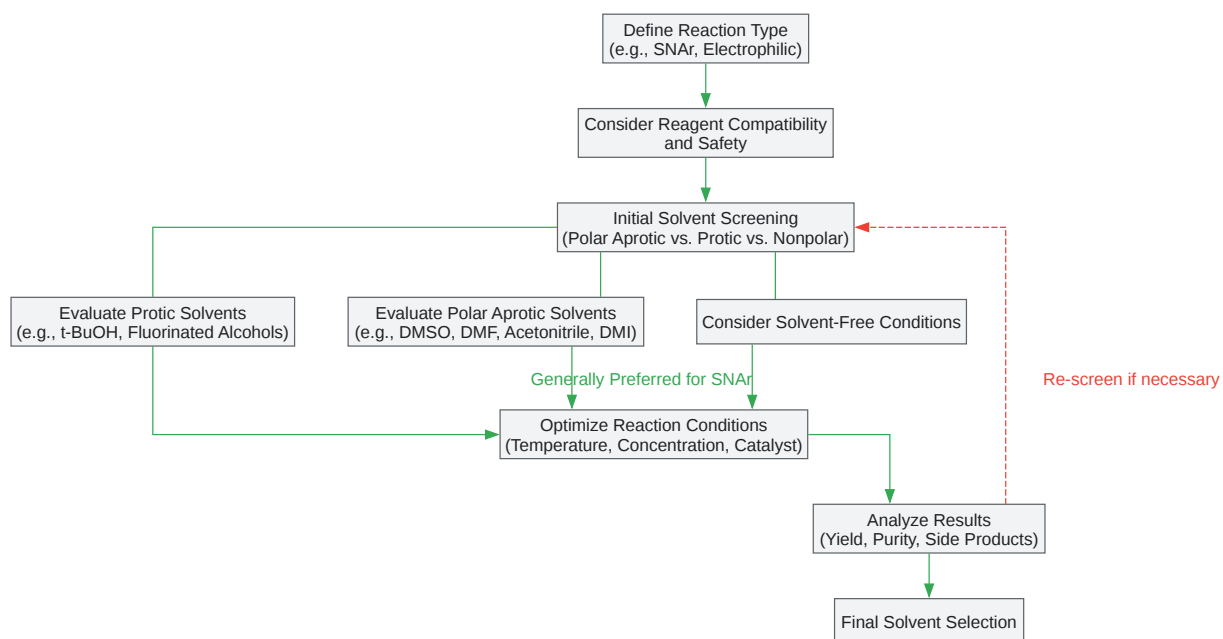 Define Reaction Type
(e.g., SNAr, Electrophilic)
Consider Reagent Compatibility
and Safety
Initial Solvent Screening
(Polar Aprotic vs. Protic vs. Nonpolar)
Evaluate Protic Solvents
(e.g., t-BuOH, Fluorinated Alcohols)
Evaluate Polar Aprotic Solvents
(e.g., DMSO, DMF, Acetonitrile, DMI)
Consider Solvent-Free Conditions
Generally Preferred for SNAr
Re-screen if necessary
Optimize Reaction Conditions
(Temperature, Concentration, Catalyst)
Analyze Results
(Yield, Purity, Side Products)
Final Solvent Selection